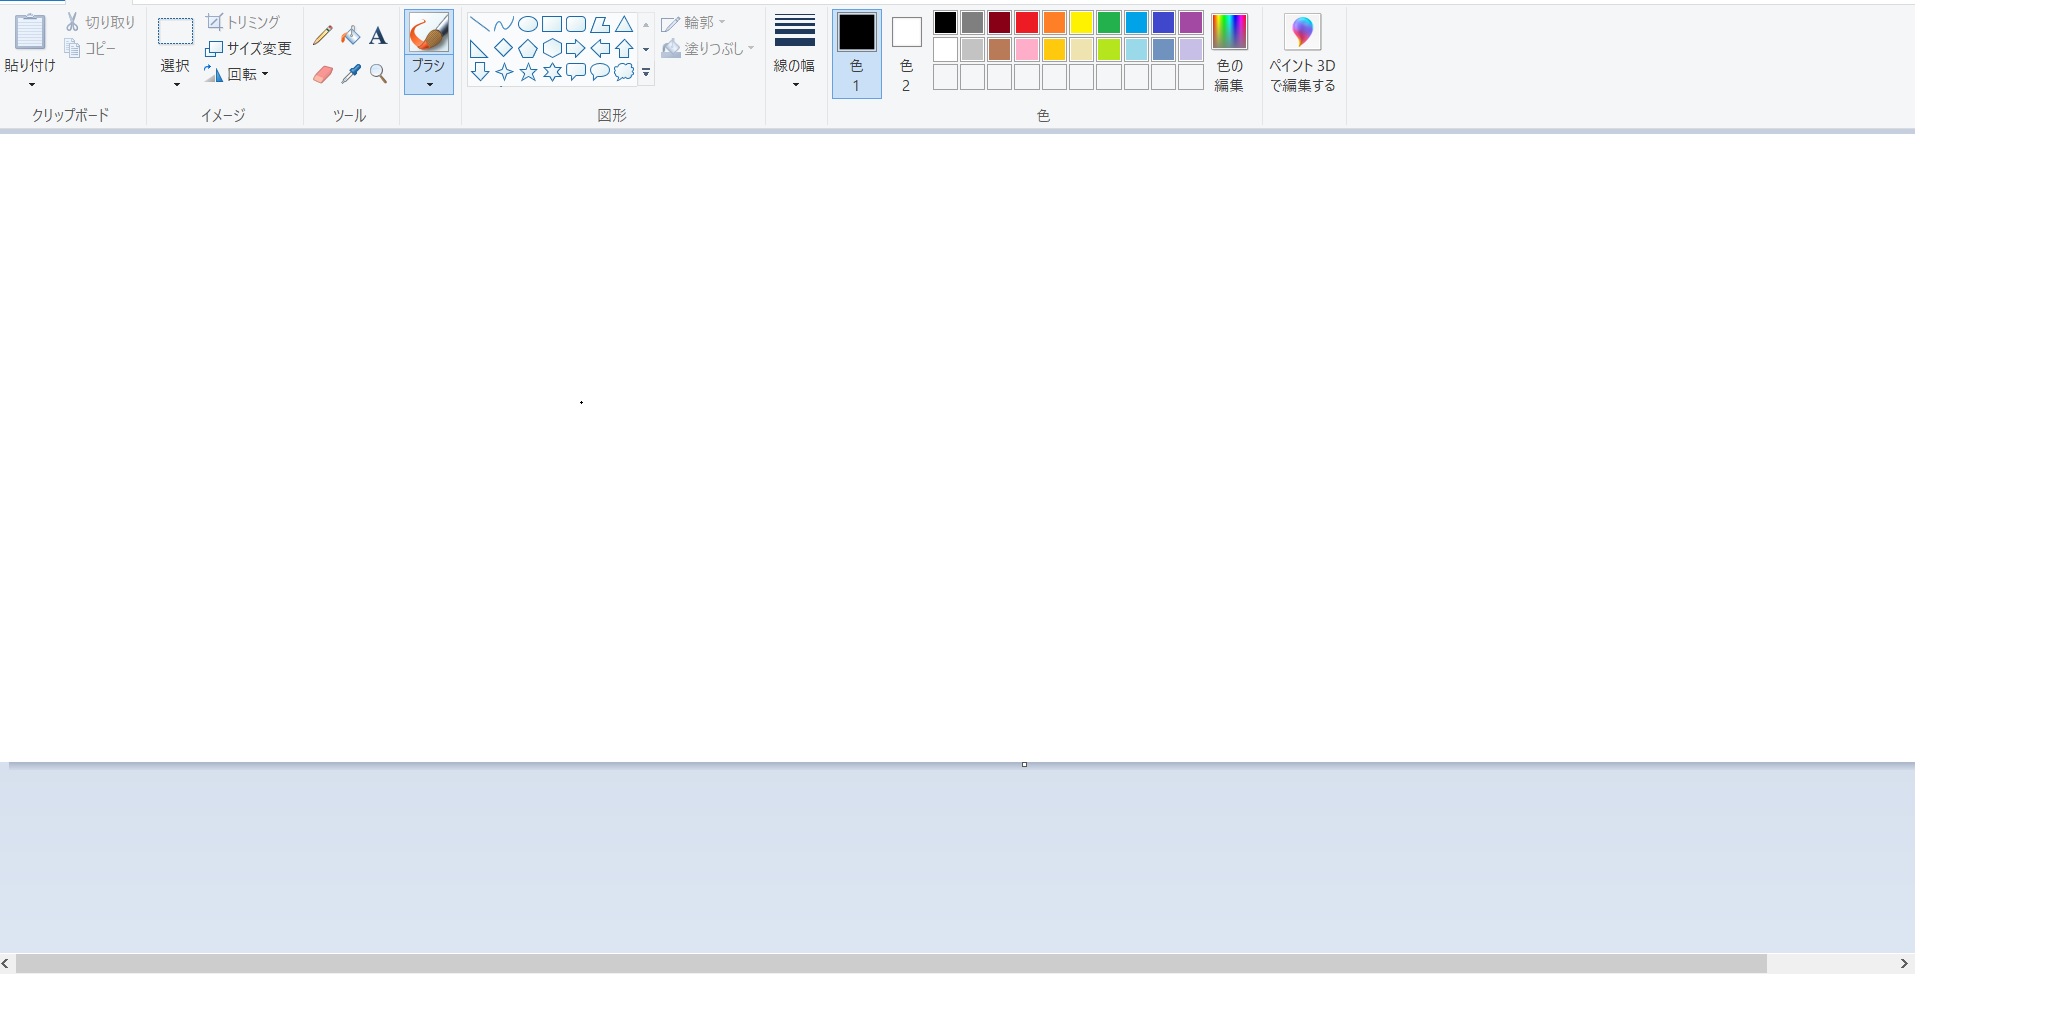 切り取り
コピー
貼り付け
クリップボード
トリミング
サイズ変更
回転
選択
イメージ
A
ツール
ブラシ
輪郭
塗りつぶし
図形
線の幅
色
1
色
2
色の
編集
色
ペイント 3D
で編集する